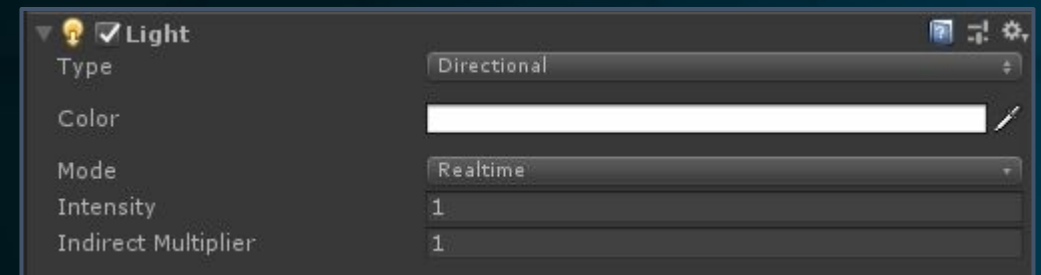 Light
Type Directional
Color
Mode Realtime
Intensity 1
Indirect Multiplier 1